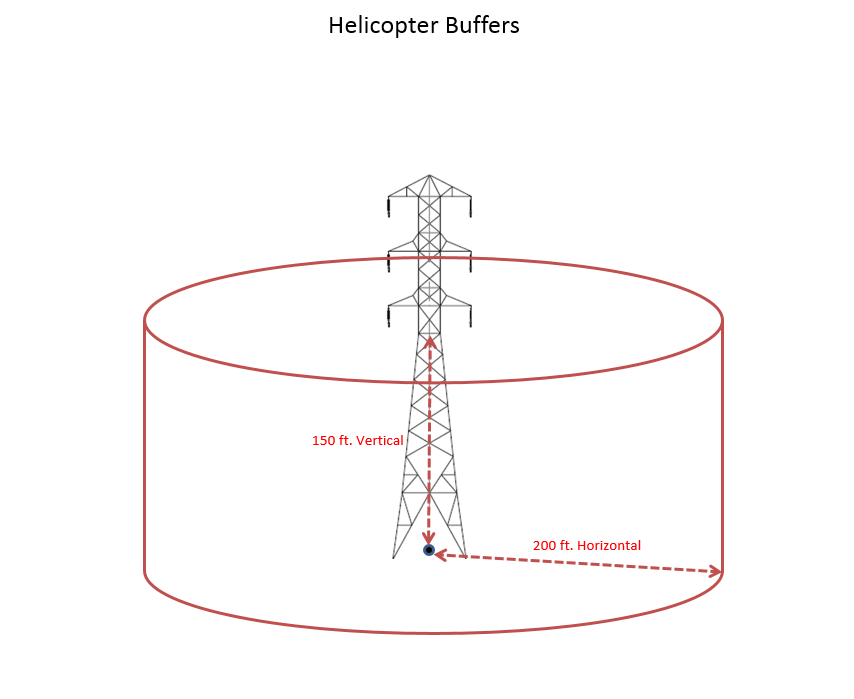 Helicopter Buffers
150 ft. Vertical
200 ft. Horizontal